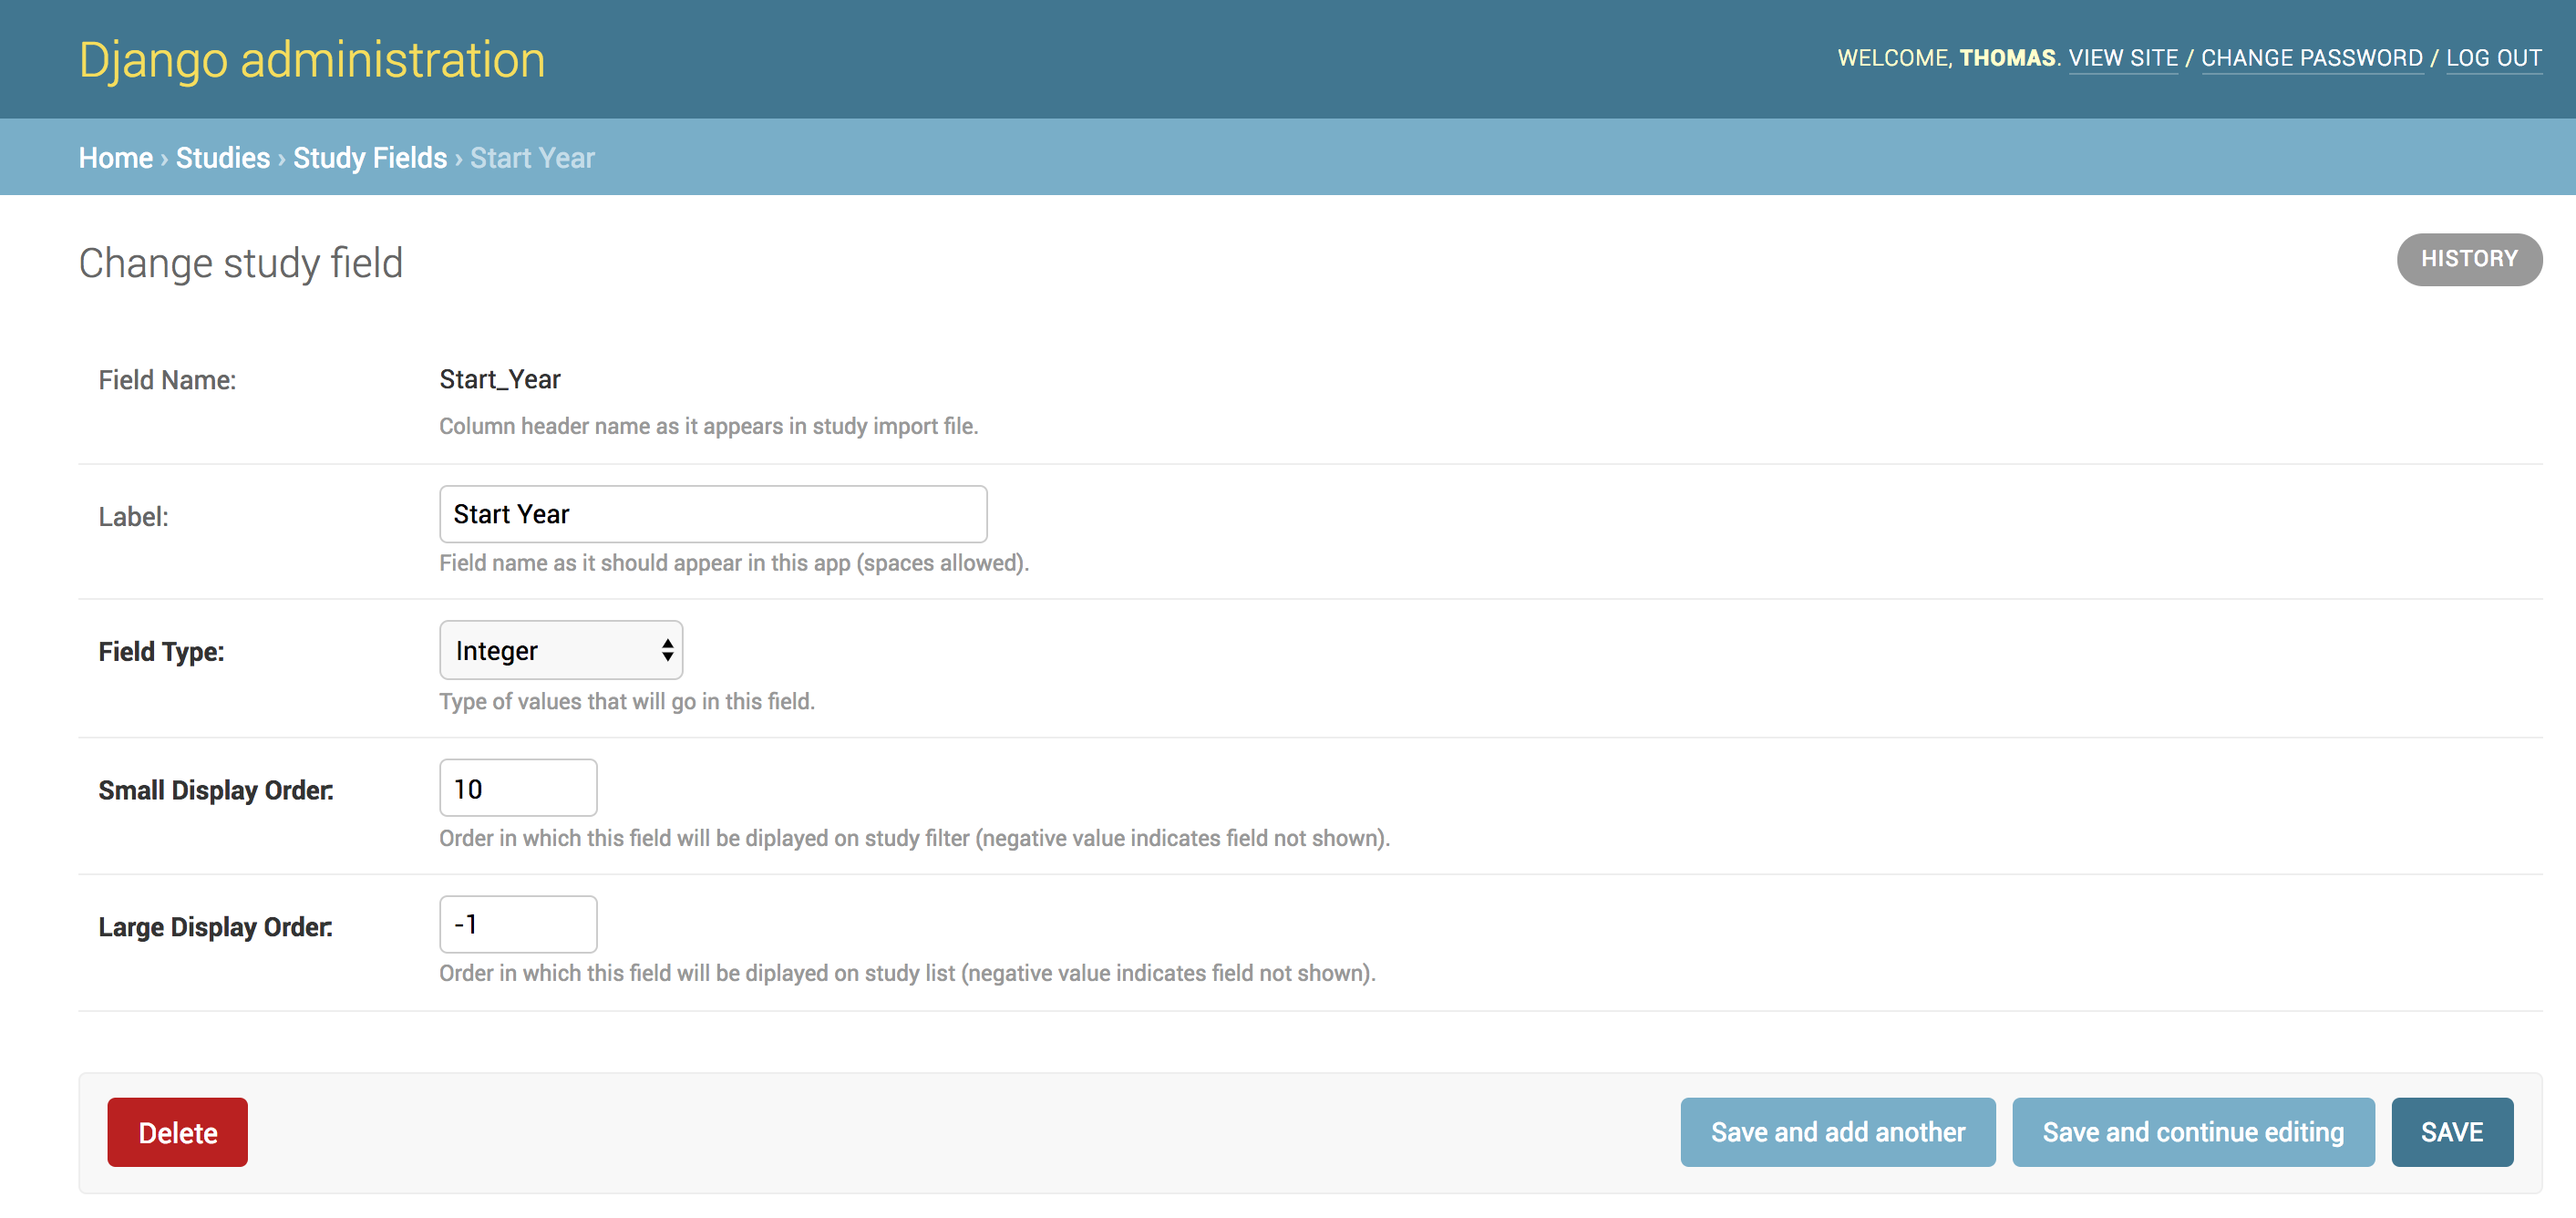 Django administration
WELCOME, THOMAS. VIEW SITE / CHANGE PASSWORD / LOG OUT
Home › Studies › Study Fields › Start Year
Change study field
HISTORY
Field Name: Start_Year
Column header name as it appears in study import file.
Label: Start Year
Field name as it should appear in this app (spaces allowed).
Field Type: Integer
Type of values that will go in this field.
Small Display Order: 10
Order in which this field will be diplayed on study filter (negative value indicates field not shown).
Large Display Order: -1
Order in which this field will be diplayed on study list (negative value indicates field not shown).
Delete
Save and add another
Save and continue editing
SAVE